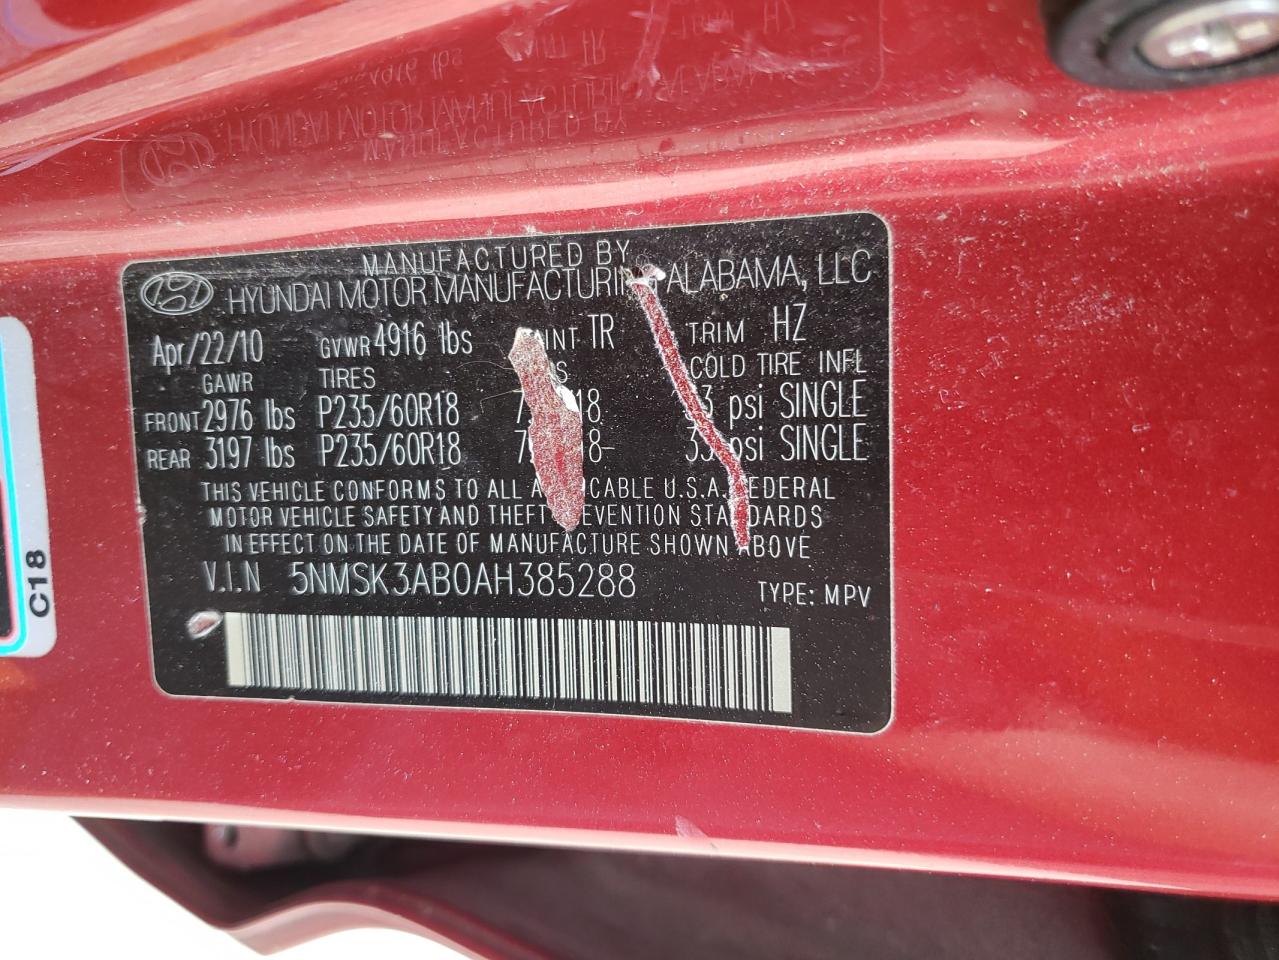 MANUFACTURED BY
HYUNDAI MOTOR MANUFACTURING ALABAMA, LLC
Apr/22/10 GVWR 4916 lbs TR TRIM HZ
GAWR TIRES COLD TIRE INFL
FRONT 2976 lbs P235/60R18 psi SINGLE
REAR 3197 lbs P235/60R18 psi SINGLE
THIS VEHICLE CONFORMS TO ALL APPLICABLE U.S.A. FEDERAL
MOTOR VEHICLE SAFETY AND THEFT PREVENTION STANDARDS
IN EFFECT ON THE DATE OF MANUFACTURE SHOWN ABOVE
V.I.N 5NMSK3AB0AH385288 TYPE: MPV
C18